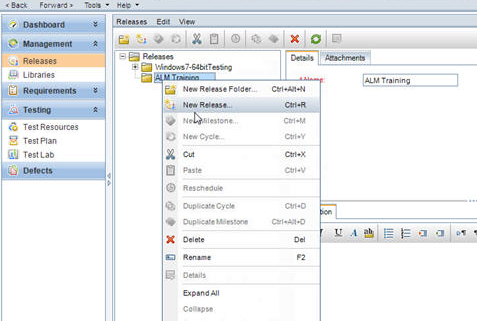 < Back Forward > Tools Help
Dashboard
Management
Releases
Libraries
Requirements
Testing
Test Resources
Test Plan
Test Lab
Defects
Releases Edit View
Releases
Windows7-64bitTesting
ALM Training
New Release Folder... Ctrl+Alt+N
New Release... Ctrl+R
New Milestone... Ctrl+M
New Cycle... Ctrl+Y
Cut Ctrl+X
Paste Ctrl+V
Reschedule
Duplicate Cycle Ctrl+D
Duplicate Milestone Ctrl+Alt+D
Delete Del
Rename F2
Details
Expand All
Collapse
Details Attachments
Name: ALM Training
U A ab